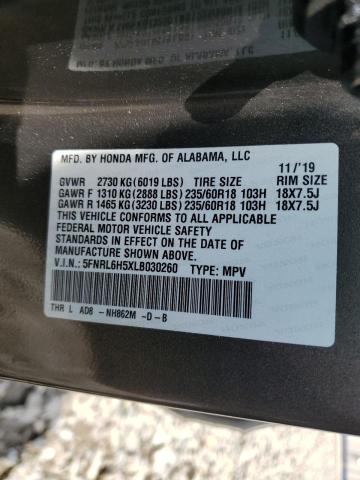 MFD. BY HONDA MFG. OF ALABAMA, LLC
11/'19
GVWR 2730 KG(6019 LBS) TIRE SIZE RIM SIZE
GAWR F 1310 KG(2888 LBS) 235/60R18 103H 18X7.5J
GAWR R 1465 KG(3230 LBS) 235/60R18 103H 18X7.5J
THIS VEHICLE CONFORMS TO ALL APPLICABLE
FEDERAL MOTOR VEHICLE SAFETY
STANDARDS IN EFFECT ON THE DATE OF
MANUFACTURE SHOWN ABOVE.
V.I.N.: 5FNRL6H5XLB030260 TYPE: MPV
THR L AD8 -NH862M -D-B